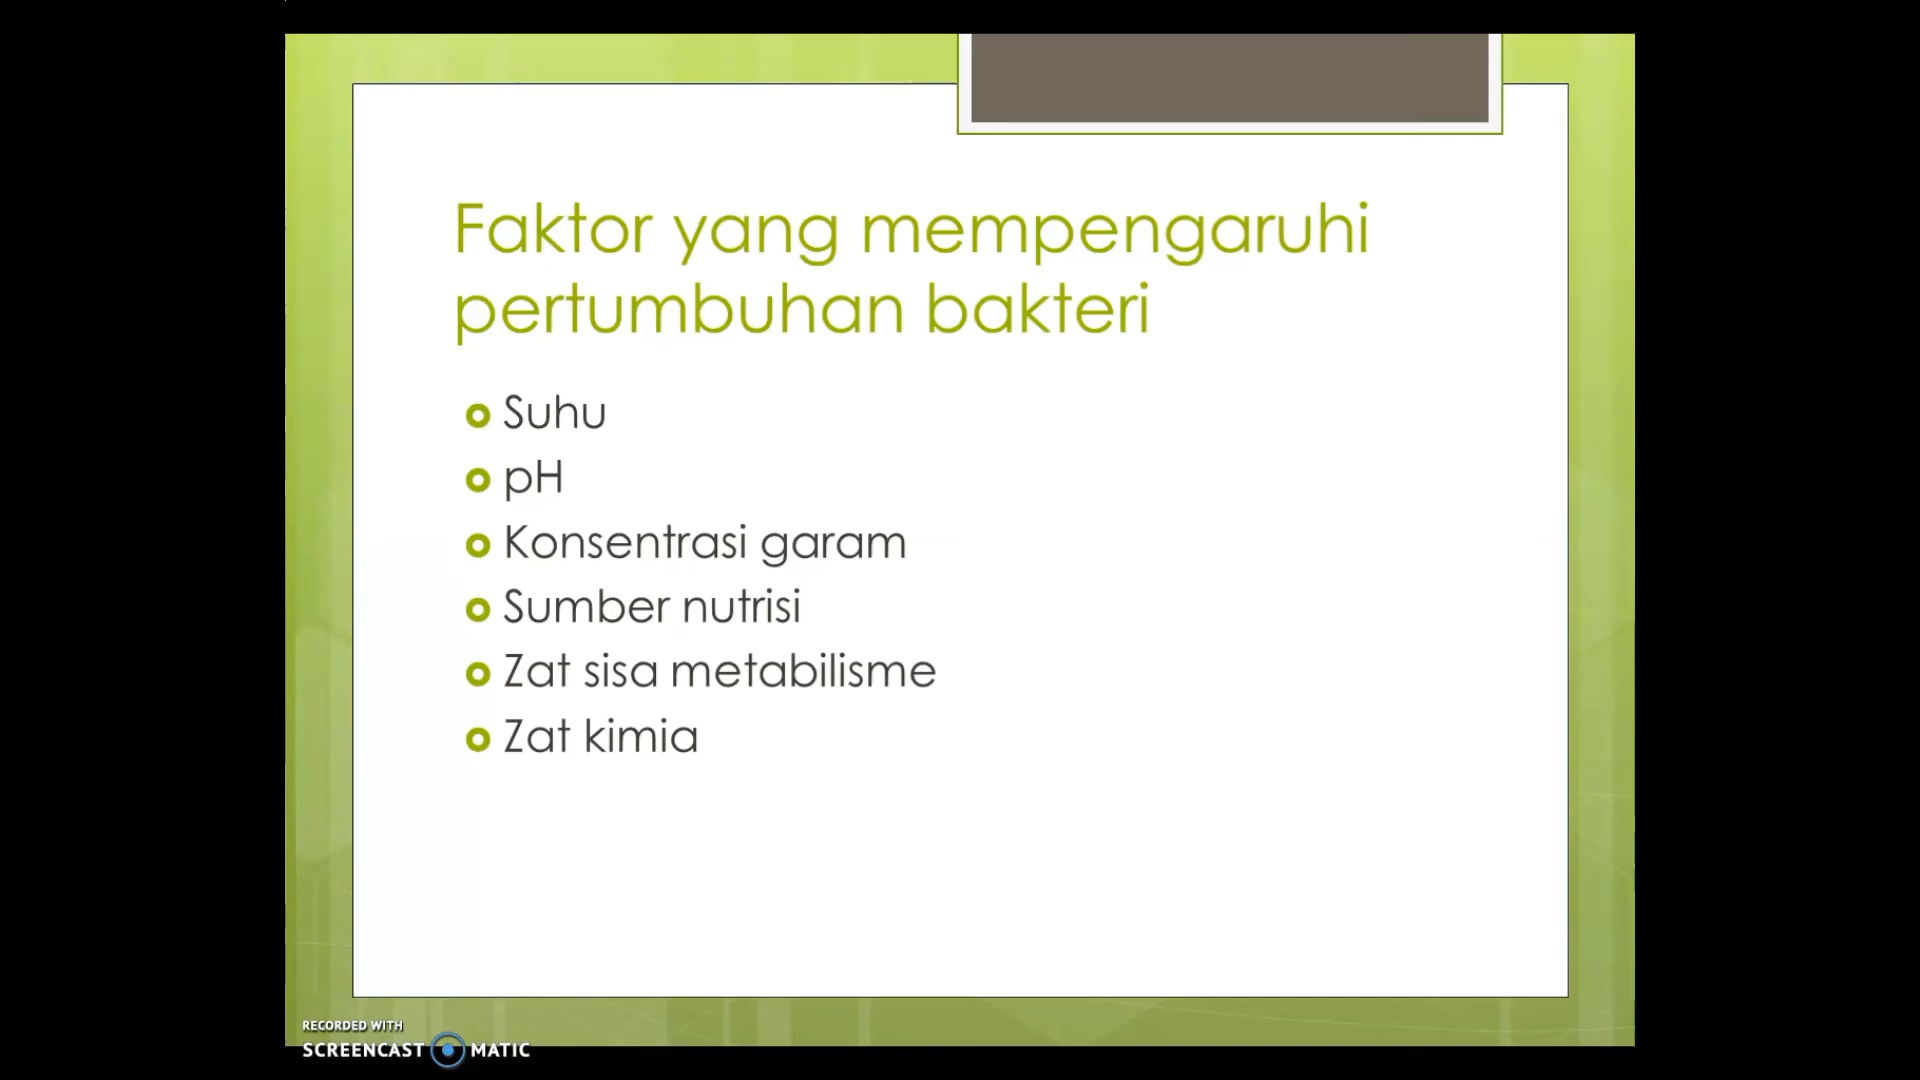 Faktor yang mempengaruhi
pertumbuhan bakteri
Suhu
pH
Konsentrasi garam
Sumber nutrisi
Zat sisa metabilisme
Zat kimia
RECORDED WITH
SCREENCAST MATIC